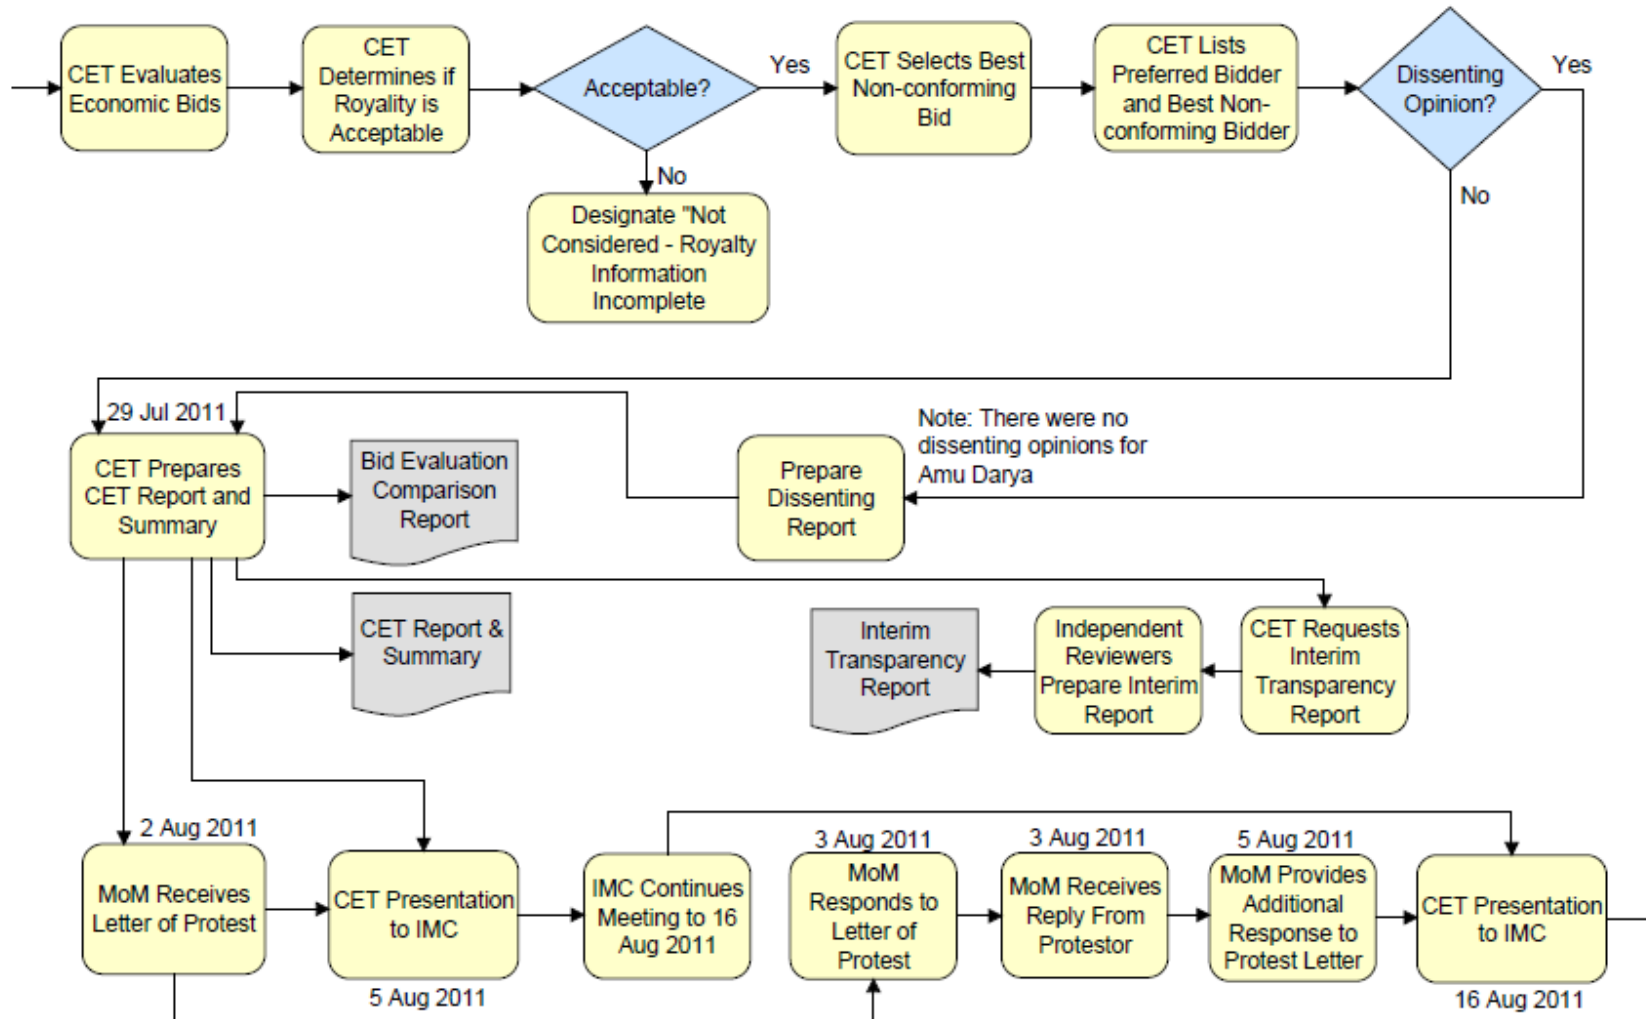 CET Evaluates
Economic Bids
CET
Determines if
Royality is
Acceptable
Acceptable?
Yes
No
Designate "Not
Considered - Royalty
Information
Incomplete
CET Selects Best
Non-conforming
Bid
CET Lists
Preferred Bidder
and Best Non-
conforming Bidder
Dissenting
Opinion?
Yes
No
29 Jul 2011
CET Prepares
CET Report and
Summary
Bid Evaluation
Comparison
Report
Prepare
Dissenting
Report
Note: There were no
dissenting opinions for
Amu Darya
CET Report &
Summary
Interim
Transparency
Report
Independent
Reviewers
Prepare Interim
Report
CET Requests
Interim
Transparency
Report
2 Aug 2011
MoM Receives
Letter of Protest
CET Presentation
to IMC
5 Aug 2011
IMC Continues
Meeting to 16
Aug 2011
3 Aug 2011
MoM
Responds to
Letter of
Protest
3 Aug 2011
MoM Receives
Reply From
Protestor
5 Aug 2011
MoM Provides
Additional
Response to
Protest Letter
CET Presentation
to IMC
16 Aug 2011